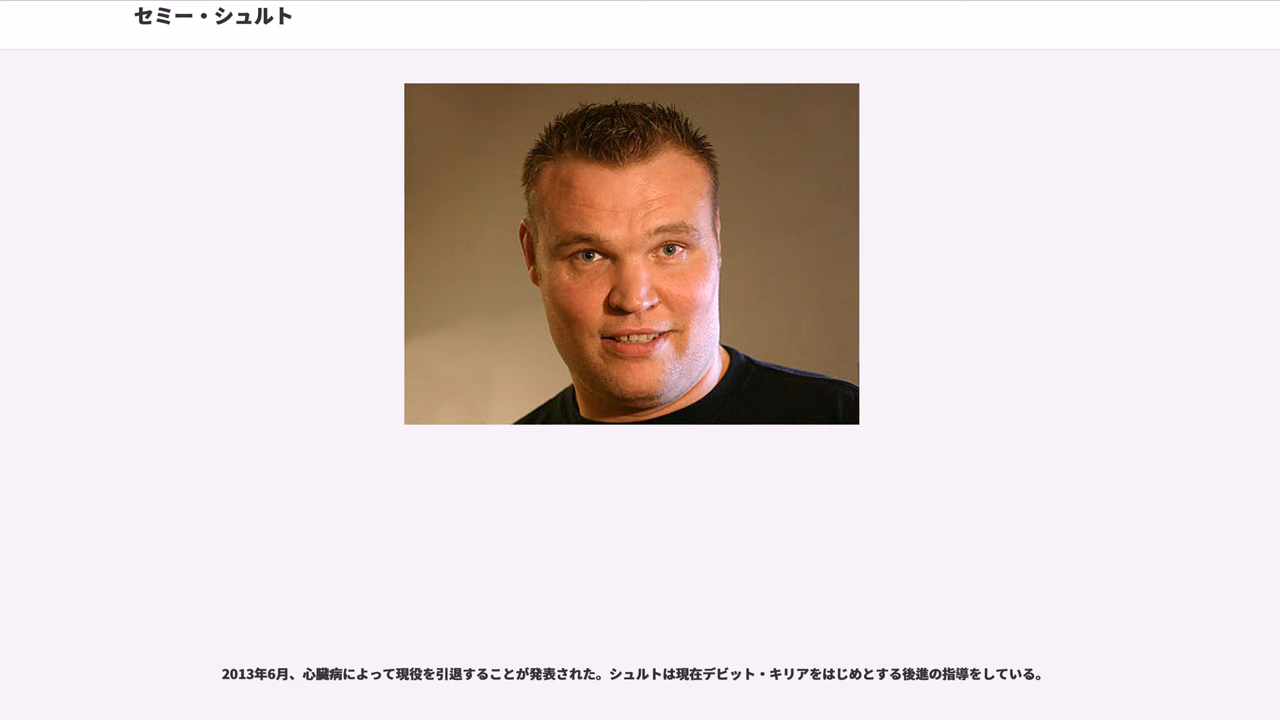 セミー・シュルト
2013年6月、心臓病によって現役を引退することが発表された。シュルトは現在デビット・キリアをはじめとする後進の指導をしている。